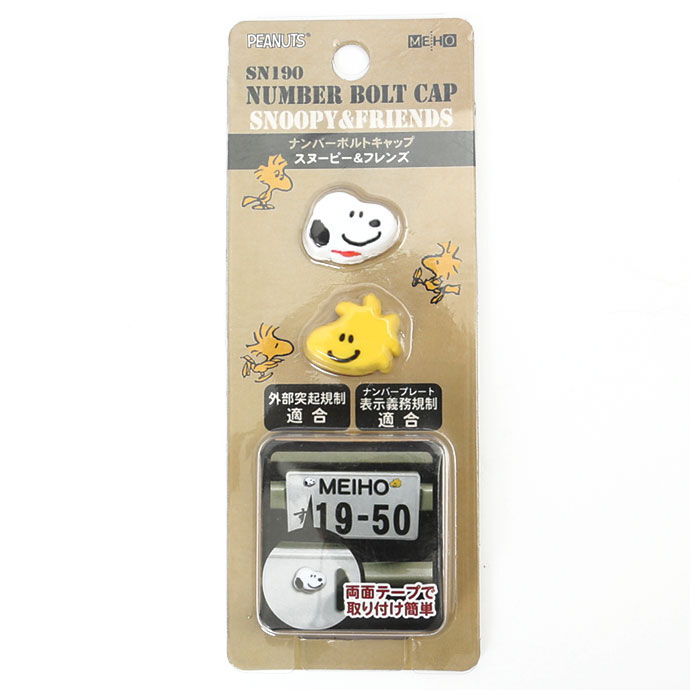 PEANUTS®
MEIHO
SN190
NUMBER BOLT CAP
SNOOPY&FRIENDS
ナンバーボルトキャップ
スヌーピー&フレンズ
外部突起規制
適合
ナンバープレート
表示義務規制
適合
MEIHO
す 19-50
両面テープで
取り付け簡単